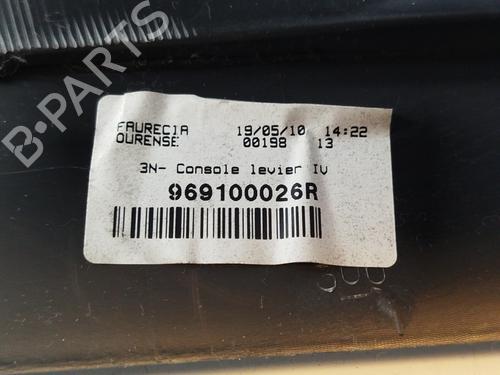 B-PARTS
FAURECIA 19/05/10 14:22
OURENSE 00198 13
3N- Console levier IV
969100026R